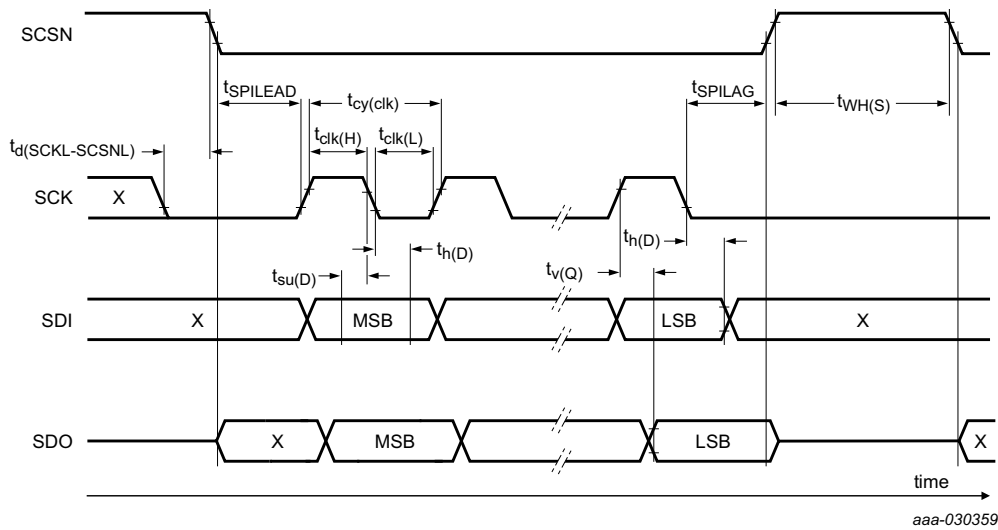 SCSN
tSPILEAD
tcy(clk)
tSPILAG
tWH(S)
tclk(H)
tclk(L)
td(SCKL-SCSNL)
SCK
X
th(D)
th(D)
tsu(D)
tv(Q)
SDI
X
MSB
LSB
X
SDO
X
MSB
LSB
X
time
aaa-030359